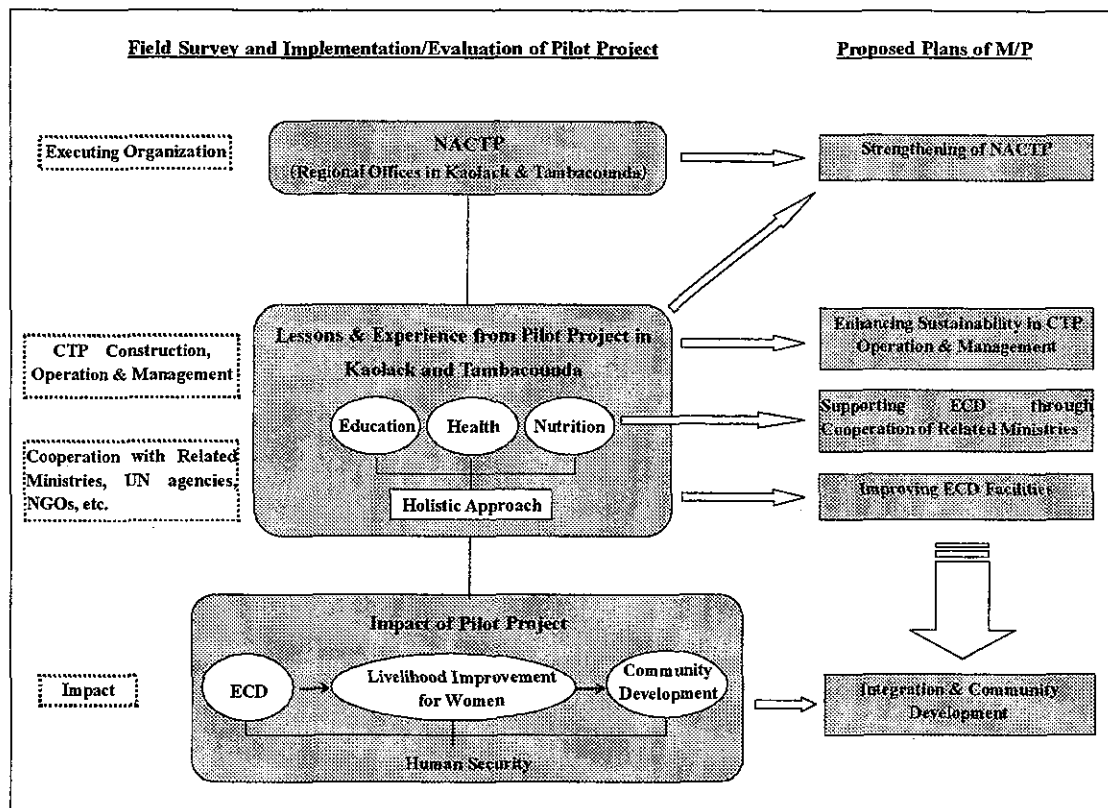 Field Survey and Implementation/Evaluation of Pilot Project
Proposed Plans of M/P
Executing Organization
NACTP
(Regional Offices in Kaolack & Tambacounda)
Strengthening of NACTP
CTP Construction,
Operation & Management
Lessons & Experience from Pilot Project in
Kaolack and Tambacounda
Education
Health
Nutrition
Holistic Approach
Enhancing Sustainability in CTP
Operation & Management
Supporting ECD through
Cooperation of Related Ministries
Cooperation with Related
Ministries, UN agencies,
NGOs, etc.
Improving ECD Facilities
Impact
Impact of Pilot Project
ECD
Livelihood Improvement
for Women
Community
Development
Human Security
Integration & Community
Development